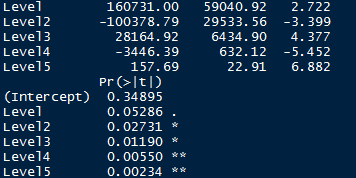 Level 160731.00 59040.92 2.722
Level2 -100378.79 29533.56 -3.399
Level3 28164.92 6434.90 4.377
Level4 -3446.39 632.12 -5.452
Level5 157.69 22.91 6.882
Pr(>|t|)
(Intercept) 0.34895
Level 0.05286 .
Level2 0.02731 *
Level3 0.01190 *
Level4 0.00550 **
Level5 0.00234 **